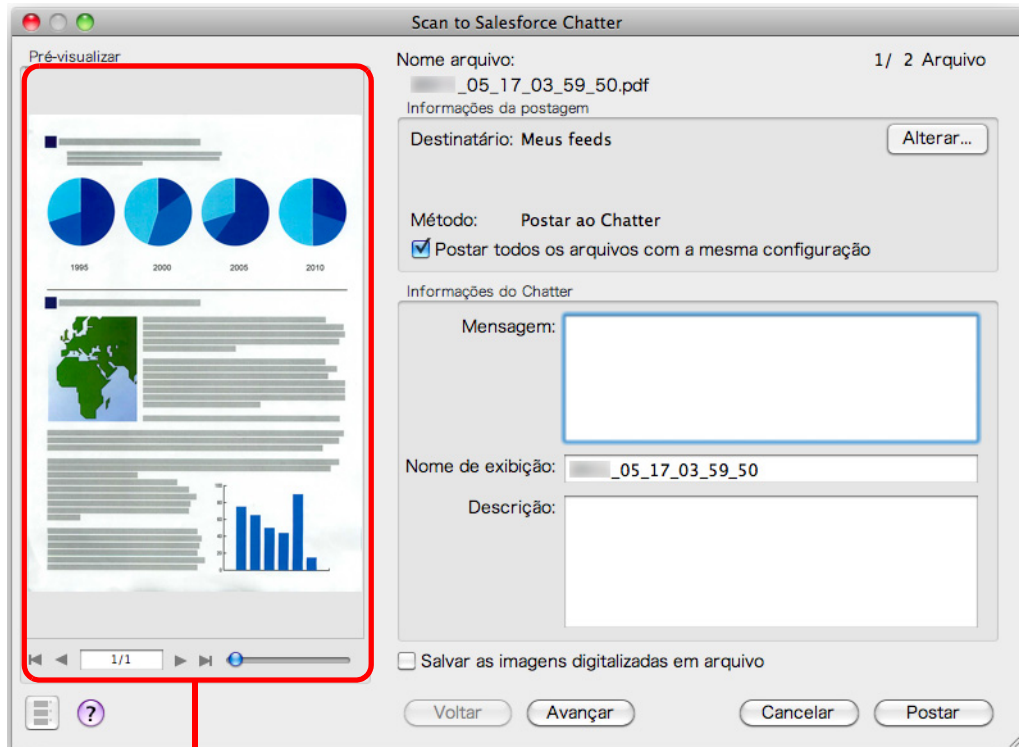 Scan to Salesforce Chatter
Pré-visualizar
1995 2000 2005 2010
1/1
Nome arquivo: 1/ 2 Arquivo
_05_17_03_59_50.pdf
Informações da postagem
Destinatário: Meus feeds Alterar...
Método: Postar ao Chatter
Postar todos os arquivos com a mesma configuração
Informações do Chatter
Mensagem:
Nome de exibição: _05_17_03_59_50
Descrição:
Salvar as imagens digitalizadas em arquivo
? Voltar Avançar Cancelar Postar